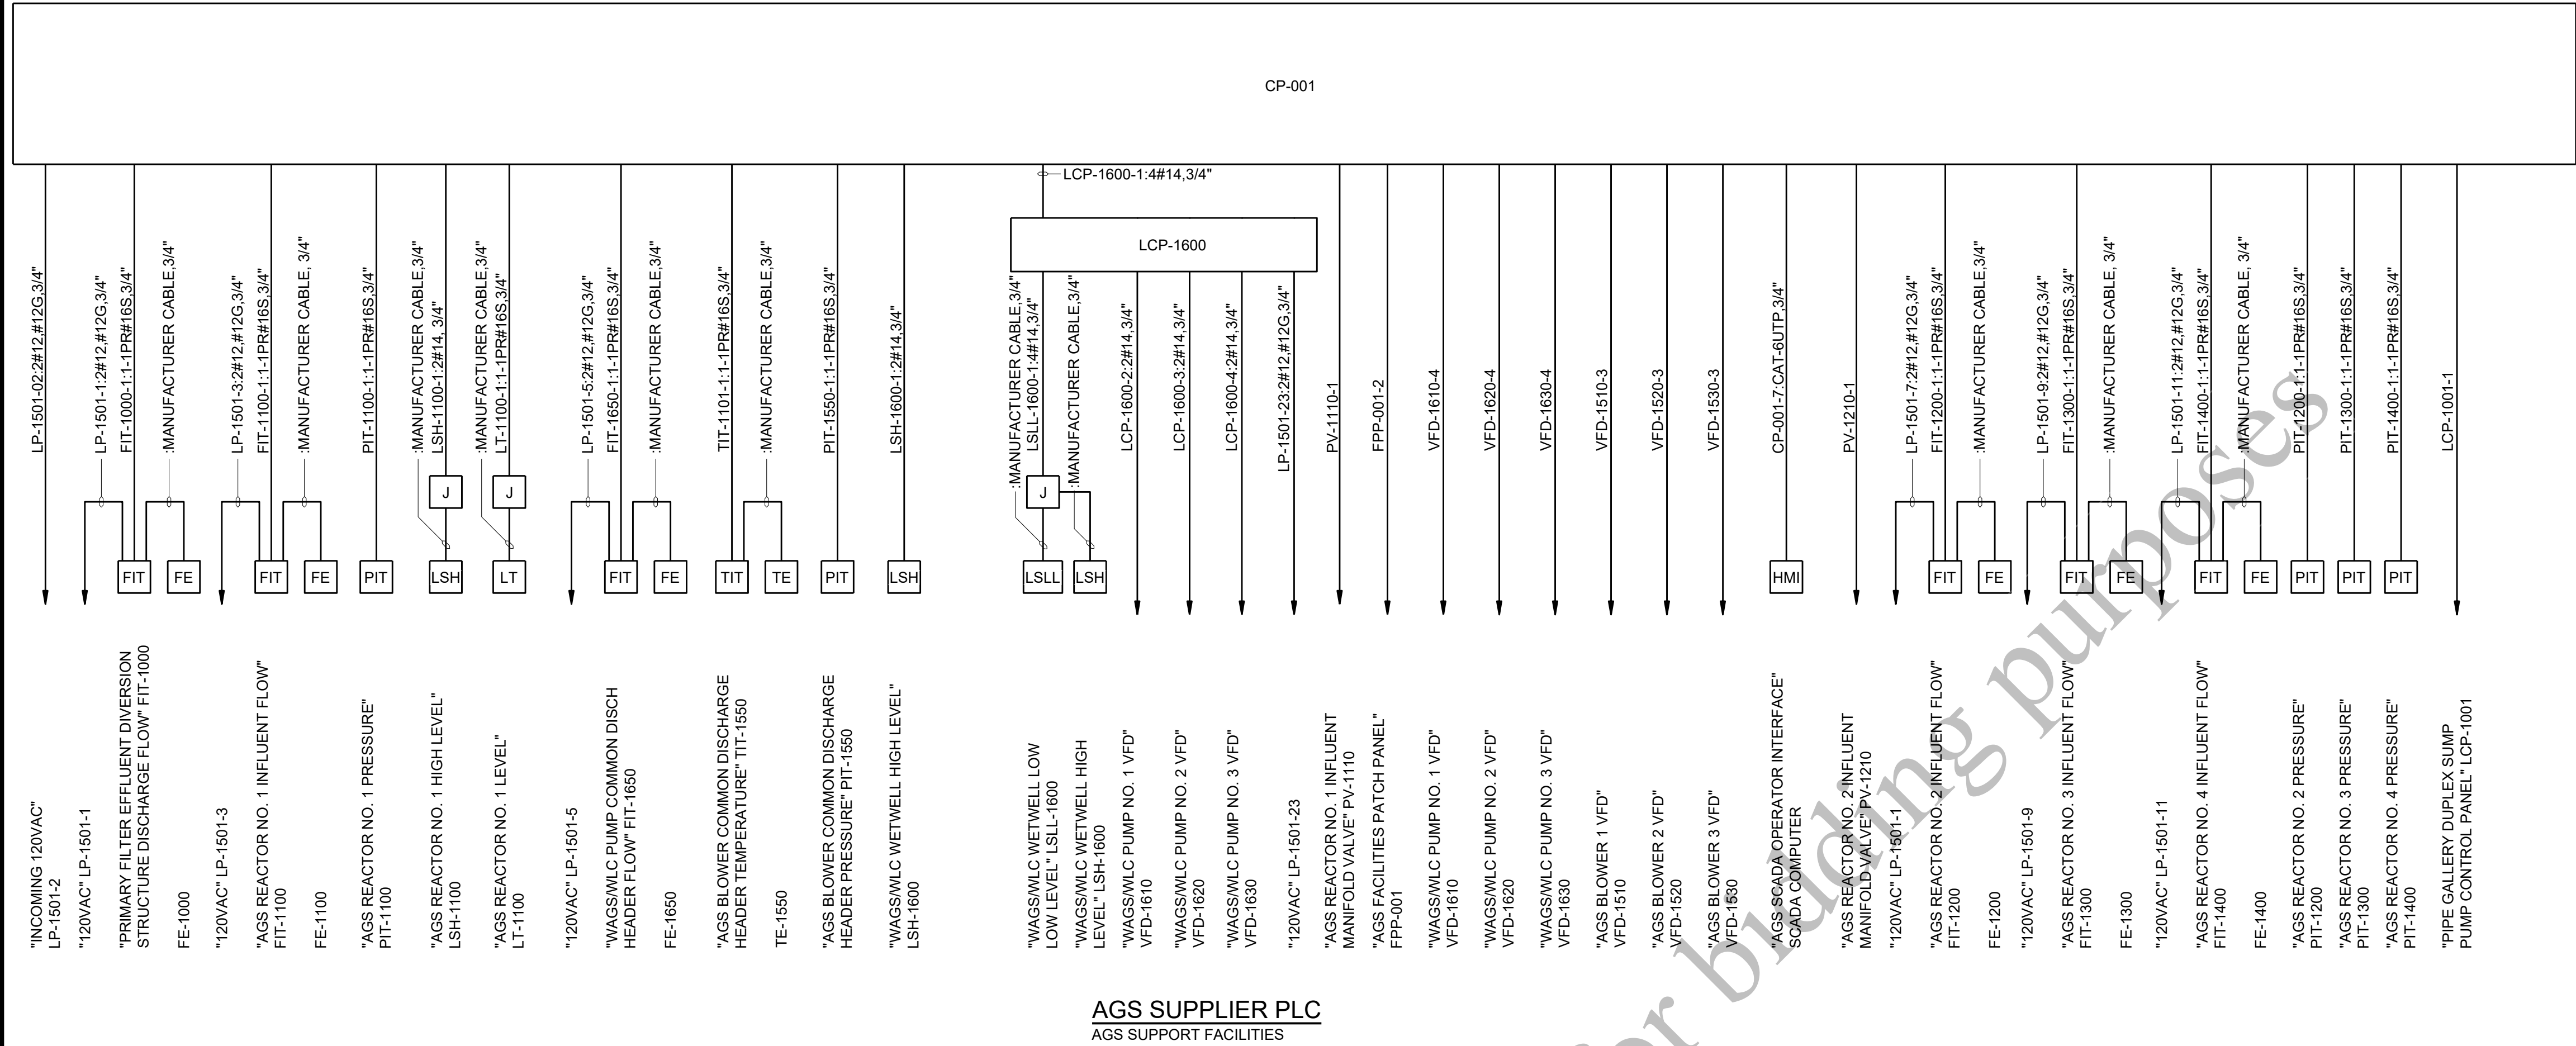 CP-001
LCP-1600-1:4#14,3/4"
LCP-1600
LP-1501-02:2#12,#12G,3/4"
LP-1501-1:2#12,#12G,3/4"
FIT-1000-1:1-1PR#16S,3/4"
:MANUFACTURER CABLE,3/4"
LP-1501-3:2#12,#12G,3/4"
FIT-1100-1:1-1PR#16S,3/4"
:MANUFACTURER CABLE, 3/4"
PIT-1100-1:1-1PR#16S,3/4"
:MANUFACTURER CABLE,3/4"
LSH-1100-1:2#14, 3/4"
:MANUFACTURER CABLE,3/4"
LT-1100-1:1-1PR#16S,3/4"
LP-1501-5:2#12,#12G,3/4"
FIT-1650-1:1-1PR#16S,3/4"
:MANUFACTURER CABLE,3/4"
TIT-1101-1:1-1PR#16S,3/4"
:MANUFACTURER CABLE,3/4"
PIT-1550-1:1-1PR#16S,3/4"
LSH-1600-1:2#14,3/4"
:MANUFACTURER CABLE,3/4"
LSLL-1600-1:4#14,3/4"
:MANUFACTURER CABLE,3/4"
LCP-1600-2:2#14,3/4"
LCP-1600-3:2#14,3/4"
LCP-1600-4:2#14,3/4"
LP-1501-23:2#12,#12G,3/4"
PV-1110-1
FPP-001-2
VFD-1610-4
VFD-1620-4
VFD-1630-4
VFD-1510-3
VFD-1520-3
VFD-1530-3
CP-001-7:CAT-6UTP,3/4"
PV-1210-1
LP-1501-7:2#12,#12G,3/4"
FIT-1200-1:1-1PR#16S,3/4"
:MANUFACTURER CABLE,3/4"
LP-1501-9:2#12,#12G,3/4"
FIT-1300-1:1-1PR#16S,3/4"
:MANUFACTURER CABLE, 3/4"
LP-1501-11:2#12,#12G,3/4"
FIT-1400-1:1-1PR#16S,3/4"
:MANUFACTURER CABLE, 3/4"
PIT-1200-1:1-1PR#16S,3/4"
PIT-1300-1:1-1PR#16S,3/4"
PIT-1400-1:1-1PR#16S,3/4"
LCP-1001-1
J
J
J
FIT
FE
FIT
FE
PIT
LSH
LT
FIT
FE
TIT
TE
PIT
LSH
LSLL
LSH
HMI
FIT
FE
FIT
FE
FIT
FE
PIT
PIT
PIT
"INCOMING 120VAC"
LP-1501-2
"120VAC" LP-1501-1
"PRIMARY FILTER EFFLUENT DIVERSION
STRUCTURE DISCHARGE FLOW" FIT-1000
FE-1000
"120VAC" LP-1501-3
"AGS REACTOR NO. 1 INFLUENT FLOW"
FIT-1100
FE-1100
"AGS REACTOR NO. 1 PRESSURE"
PIT-1100
"AGS REACTOR NO. 1 HIGH LEVEL"
LSH-1100
"AGS REACTOR NO. 1 LEVEL"
LT-1100
"120VAC" LP-1501-5
"WAGS/WLC PUMP COMMON DISCH
HEADER FLOW" FIT-1650
FE-1650
"AGS BLOWER COMMON DISCHARGE
HEADER TEMPERATURE" TIT-1550
TE-1550
"AGS BLOWER COMMON DISCHARGE
HEADER PRESSURE" PIT-1550
"WAGS/WLC WETWELL HIGH LEVEL"
LSH-1600
"WAGS/WLC WETWELL LOW
LOW LEVEL" LSLL-1600
"WAGS/WLC WETWELL HIGH
LEVEL" LSH-1600
"WAGS/WLC PUMP NO. 1 VFD"
VFD-1610
"WAGS/WLC PUMP NO. 2 VFD"
VFD-1620
"WAGS/WLC PUMP NO. 3 VFD"
VFD-1630
"120VAC" LP-1501-23
"AGS REACTOR NO. 1 INFLUENT
MANIFOLD VALVE" PV-1110
"AGS FACILITIES PATCH PANEL"
FPP-001
"WAGS/WLC PUMP NO. 1 VFD"
VFD-1610
"WAGS/WLC PUMP NO. 2 VFD"
VFD-1620
"WAGS/WLC PUMP NO. 3 VFD"
VFD-1630
"AGS BLOWER 1 VFD"
VFD-1510
"AGS BLOWER 2 VFD"
VFD-1520
"AGS BLOWER 3 VFD"
VFD-1530
"AGS SCADA OPERATOR INTERFACE"
SCADA COMPUTER
"AGS REACTOR NO. 2 INFLUENT
MANIFOLD VALVE" PV-1210
"120VAC" LP-1501-1
"AGS REACTOR NO. 2 INFLUENT FLOW"
FIT-1200
FE-1200
"120VAC" LP-1501-9
"AGS REACTOR NO. 3 INFLUENT FLOW"
FIT-1300
FE-1300
"120VAC" LP-1501-11
"AGS REACTOR NO. 4 INFLUENT FLOW"
FIT-1400
FE-1400
"AGS REACTOR NO. 2 PRESSURE"
PIT-1200
"AGS REACTOR NO. 3 PRESSURE"
PIT-1300
"AGS REACTOR NO. 4 PRESSURE"
PIT-1400
"PIPE GALLERY DUPLEX SUMP
PUMP CONTROL PANEL" LCP-1001
AGS SUPPLIER PLC
AGS SUPPORT FACILITIES
bidding purposes